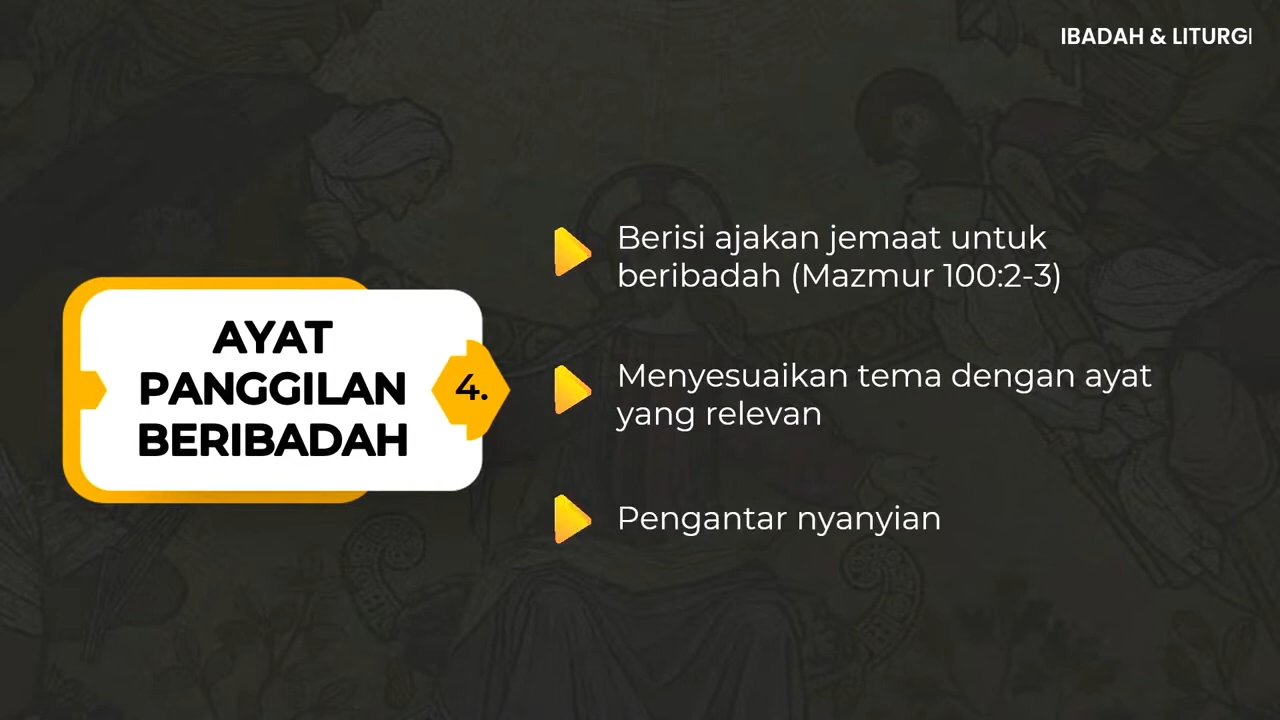 IBADAH & LITURGI
AYAT
PANGGILAN
BERIBADAH
4.
Berisi ajakan jemaat untuk
beribadah (Mazmur 100:2-3)
Menyesuaikan tema dengan ayat
yang relevan
Pengantar nyanyian